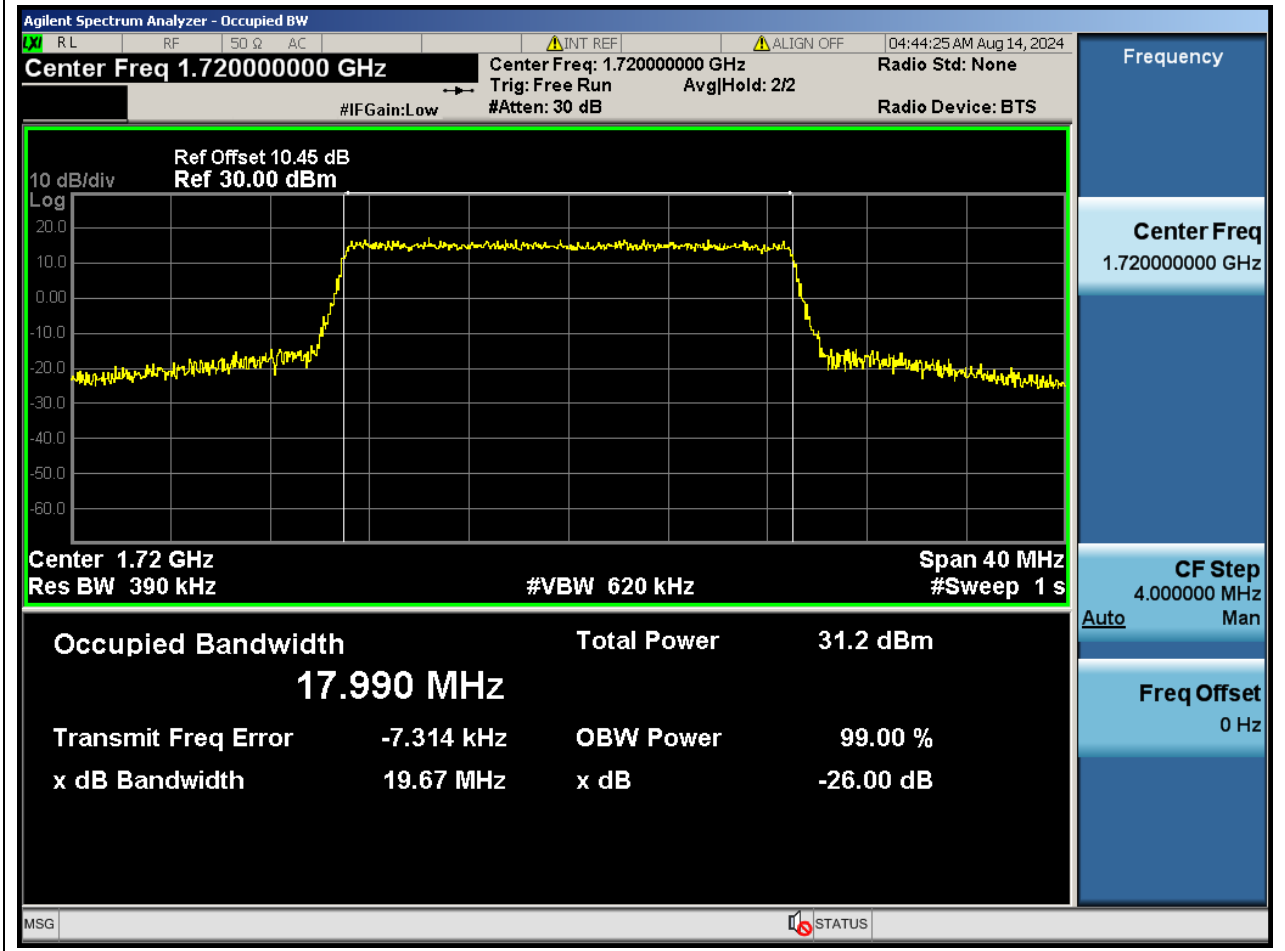 Agilent Spectrum Analyzer - Occupied BW
LXI RL RF 50 Ω AC INT REF ALIGN OFF 04:44:25 AM Aug 14, 2024
Center Freq 1.720000000 GHz
Center Freq: 1.720000000 GHz
Radio Std: None
Trig: Free Run Avg|Hold: 2/2
#IFGain:Low
#Atten: 30 dB
Radio Device: BTS
Ref Offset 10.45 dB
10 dB/div Ref 30.00 dBm
Log
20.0
10.0
0.00
-10.0
-20.0
-30.0
-40.0
-50.0
-60.0
Center 1.72 GHz Span 40 MHz
Res BW 390 kHz #VBW 620 kHz #Sweep 1 s
Occupied Bandwidth Total Power 31.2 dBm
17.990 MHz
Transmit Freq Error -7.314 kHz OBW Power 99.00 %
x dB Bandwidth 19.67 MHz x dB -26.00 dB
Frequency
Center Freq
1.720000000 GHz
CF Step
4.000000 MHz
Auto Man
Freq Offset
0 Hz
MSG STATUS